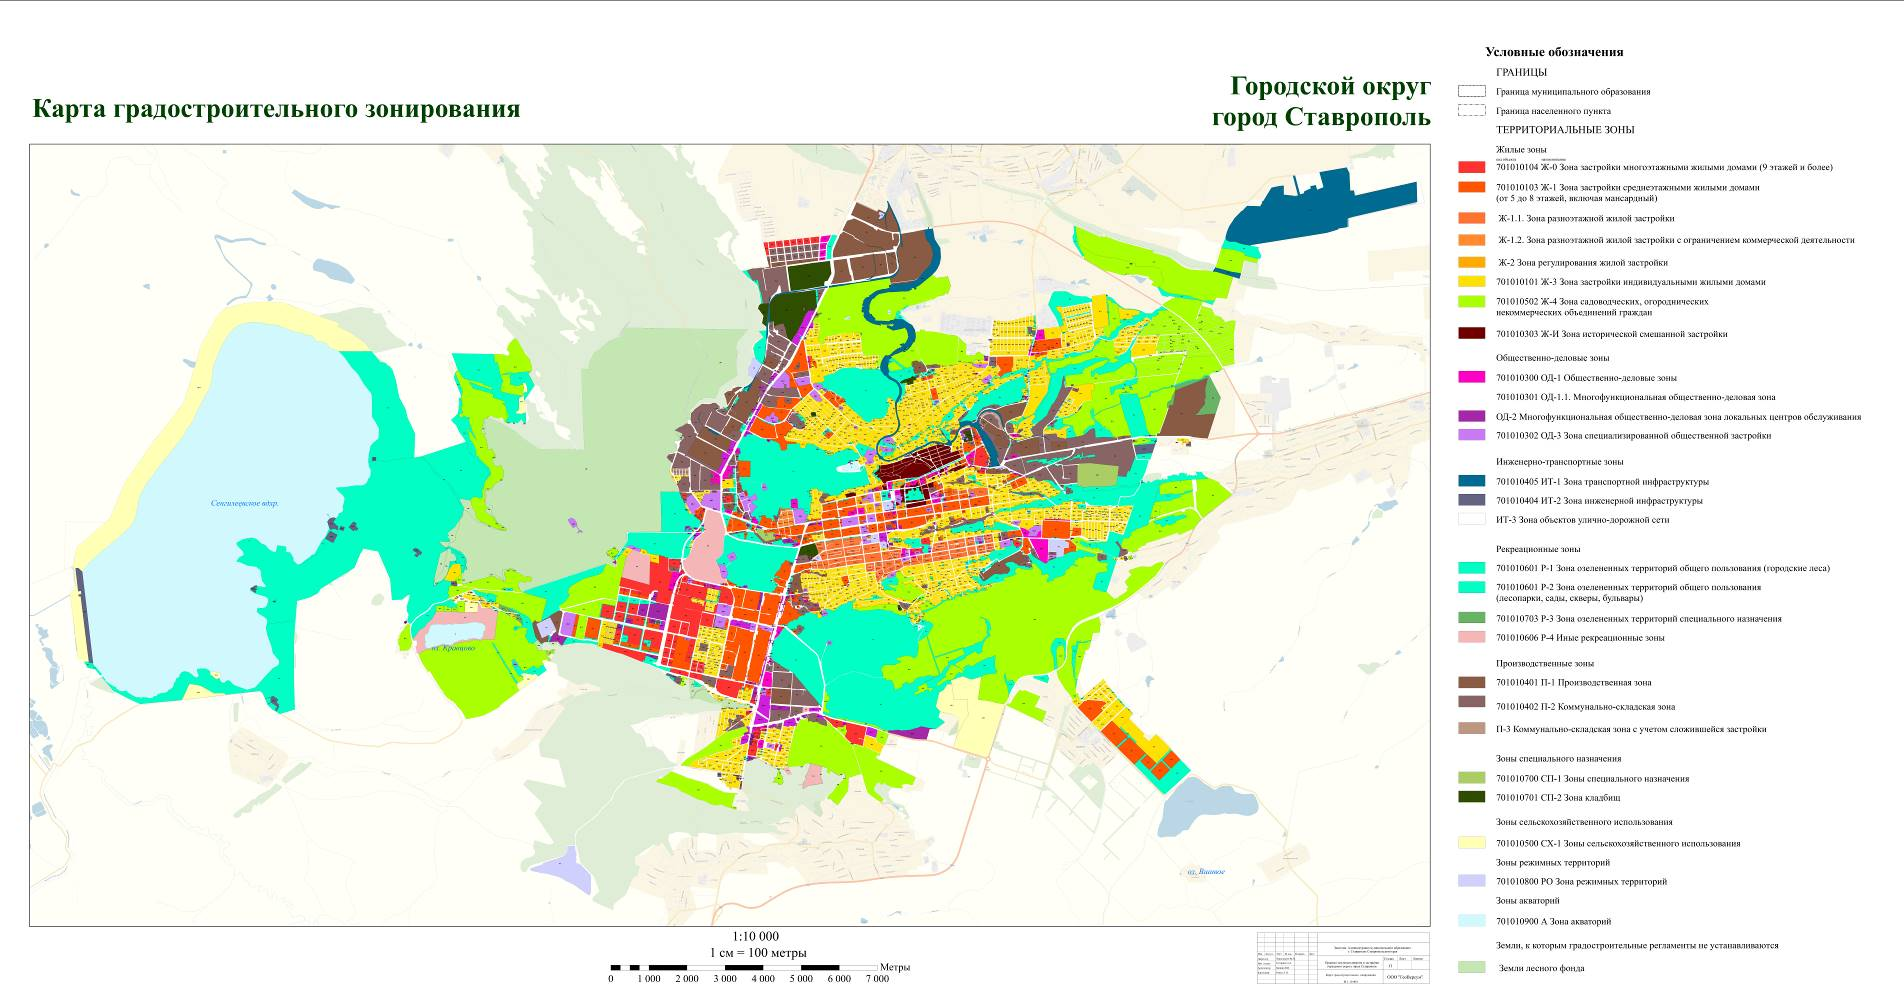 Карта градостроительного зонирования
Городской округ
город Ставрополь
Сенгилеевское вдхр.
оз. Кравцово
оз. Вшивое
1:10 000
1 см = 100 метры
Метры
0 1 000 2 000 3 000 4 000 5 000 6 000 7 000
ООО "ГеоВерсум"
Условные обозначения
ГРАНИЦЫ
Граница муниципального образования
Граница населенного пункта
ТЕРРИТОРИАЛЬНЫЕ ЗОНЫ
Жилые зоны
701010104 Ж-0 Зона застройки многоэтажными жилыми домами (9 этажей и более)
701010103 Ж-1 Зона застройки среднеэтажными жилыми домами
(от 5 до 8 этажей, включая мансардный)
Ж-1.1. Зона разноэтажной жилой застройки
Ж-1.2. Зона разноэтажной жилой застройки с ограничением коммерческой деятельности
Ж-2 Зона регулирования жилой застройки
701010101 Ж-3 Зона застройки индивидуальными жилыми домами
701010502 Ж-4 Зона садоводческих, огороднических
некоммерческих объединений граждан
701010303 Ж-И Зона исторической смешанной застройки
Общественно-деловые зоны
701010300 ОД-1 Общественно-деловые зоны
701010301 ОД-1.1. Многофункциональная общественно-деловая зона
ОД-2 Многофункциональная общественно-деловая зона локальных центров обслуживания
701010302 ОД-3 Зона специализированной общественной застройки
Инженерно-транспортные зоны
701010405 ИТ-1 Зона транспортной инфраструктуры
701010404 ИТ-2 Зона инженерной инфраструктуры
ИТ-3 Зона объектов улично-дорожной сети
Рекреационные зоны
701010601 Р-1 Зона озелененных территорий общего пользования (городские леса)
701010601 Р-2 Зона озелененных территорий общего пользования
(лесопарки, сады, скверы, бульвары)
701010703 Р-3 Зона озелененных территорий специального назначения
701010606 Р-4 Иные рекреационные зоны
Производственные зоны
701010401 П-1 Производственная зона
701010402 П-2 Коммунально-складская зона
П-3 Коммунально-складская зона с учетом сложившейся застройки
Зоны специального назначения
701010700 СП-1 Зоны специального назначения
701010701 СП-2 Зона кладбищ
Зоны сельскохозяйственного использования
701010500 СХ-1 Зоны сельскохозяйственного использования
Зоны режимных территорий
701010800 РО Зона режимных территорий
Зоны акваторий
701010900 А Зона акваторий
Земли, к которым градостроительные регламенты не устанавливаются
Земли лесного фонда